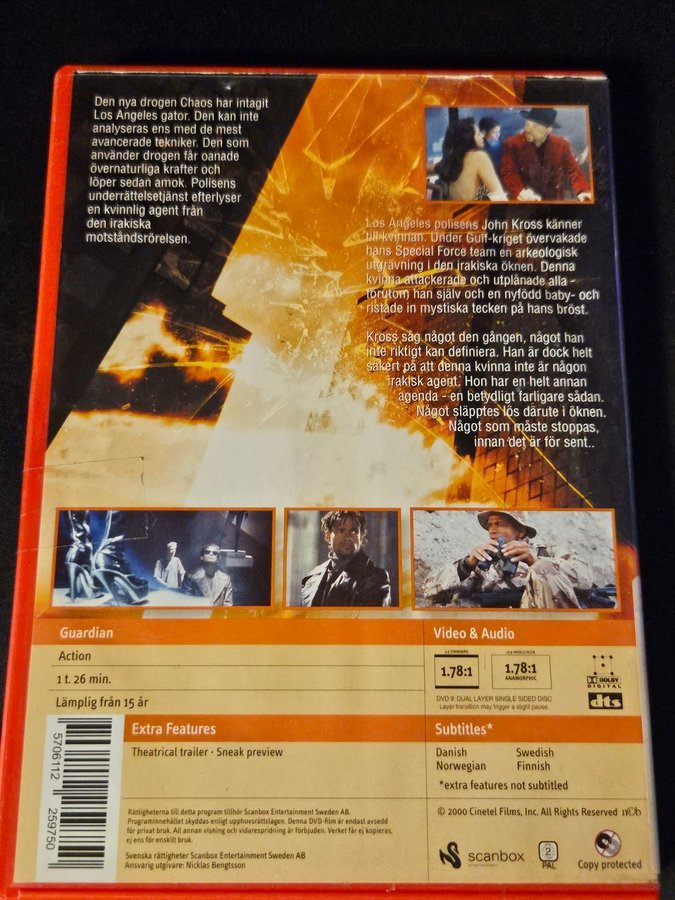 Den nya drogen Chaos har intagit
Los Angeles gator. Den kan inte
analyseras ens med de mest
avancerade tekniker. Den som
använder drogen får oanade
övernaturliga krafter och
löper sedan amok. Polisens
underrättelsetjänst efterlyser
en kvinnlig agent från
den irakiska
motståndsrörelsen.
Los Angeles polisens John Kross känner
till kvinnan. Under Gulf-kriget övervakade
hans Special Force team en arkeologisk
utgrävning i den irakiska öknen. Denna
kvinna attackerade och utplånade alla -
förutom han själv och en nyfödd baby- och
ristade in mystiska tecken på hans bröst.
Kross såg något den gången, något han
inte riktigt kan definiera. Han är dock helt
säkert på att denna kvinna inte är någon
irakisk agent. Hon har en helt annan
agenda - en betydligt farligare sådan.
Något släpptes lös därute i öknen.
Något som måste stoppas,
innan det är för sent..
Guardian
Action
1 t. 26 min.
Lämplig från 15 år
Video & Audio
1.78:1
1.78:1
ANAMORPHIC
DOLBY
DIGITAL
dts
DVD 9: DUAL LAYER SINGLE SIDED DISC
Layer transition may trigger a slight pause.
Extra Features
Theatrical trailer · Sneak preview
Subtitles*
Danish Swedish
Norwegian Finnish
*extra features not subtitled
5706112 259750
Rättigheterna till detta program tillhör Scanbox Entertainment Sweden AB.
Programinnehållet skyddas enligt upphovsrättslagen. Denna DVD-film är endast avsedd
för privat bruk. All annan visning och vidarespridning är förbjuden. Verket får ej kopieras,
ej ens för enskilt bruk.
Svenska rättigheter Scanbox Entertainment Sweden AB
Ansvarig utgivare: Nicklas Bengtsson
© 2000 Cinetel Films, Inc. All Rights Reserved
scanbox
entertainment
2
PAL
Copy protected